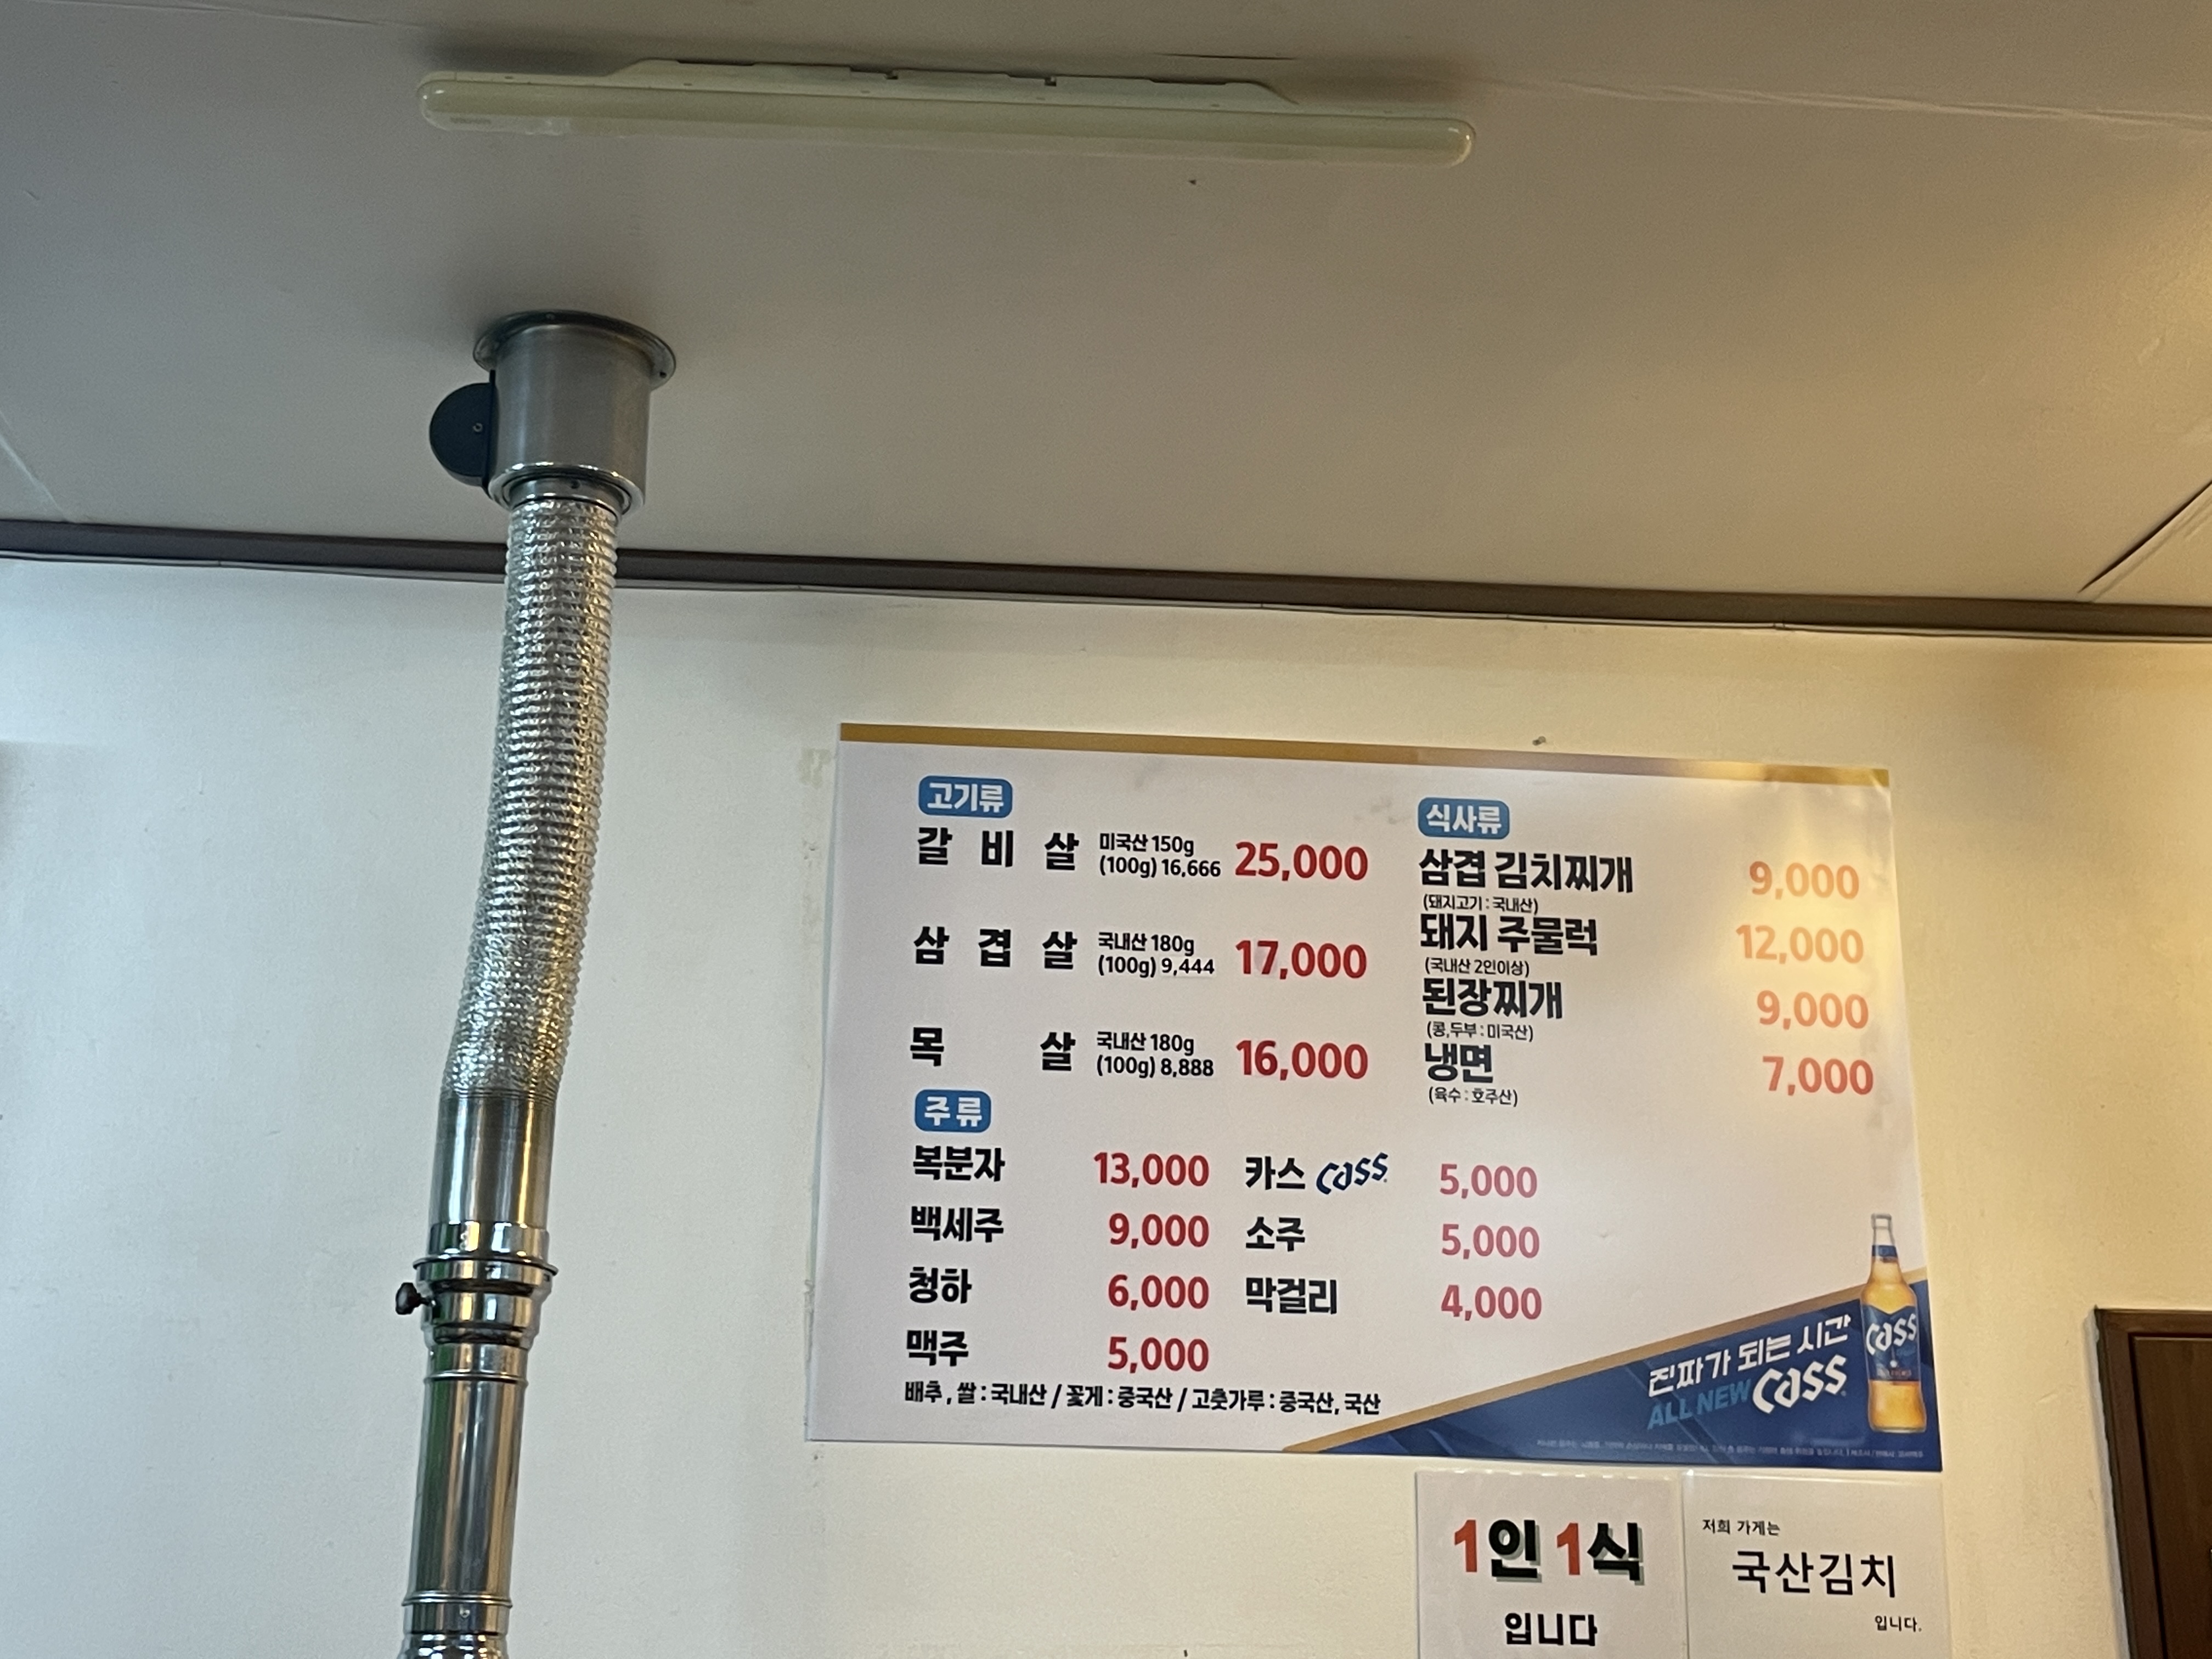 고기류
갈비살 미국산 150g (100g) 16,666 25,000
삼겹살 국내산 180g (100g) 9,444 17,000
목살 국내산 180g (100g) 8,888 16,000
식사류
삼겹 김치찌개 9,000
(돼지고기 : 국내산)
돼지 주물럭 12,000
(국내산 2인이상)
된장찌개 9,000
(콩,두부 : 미국산)
냉면 7,000
(육수 : 호주산)
주류
복분자 13,000
백세주 9,000
청하 6,000
맥주 5,000
카스 Cass 5,000
소주 5,000
막걸리 4,000
배추, 쌀 : 국내산 / 꽃게 : 중국산 / 고춧가루 : 중국산, 국산
진짜가 되는 시간
ALL NEW Cass
Cass
1인 1식
입니다
저희 가게는
국산김치
입니다.